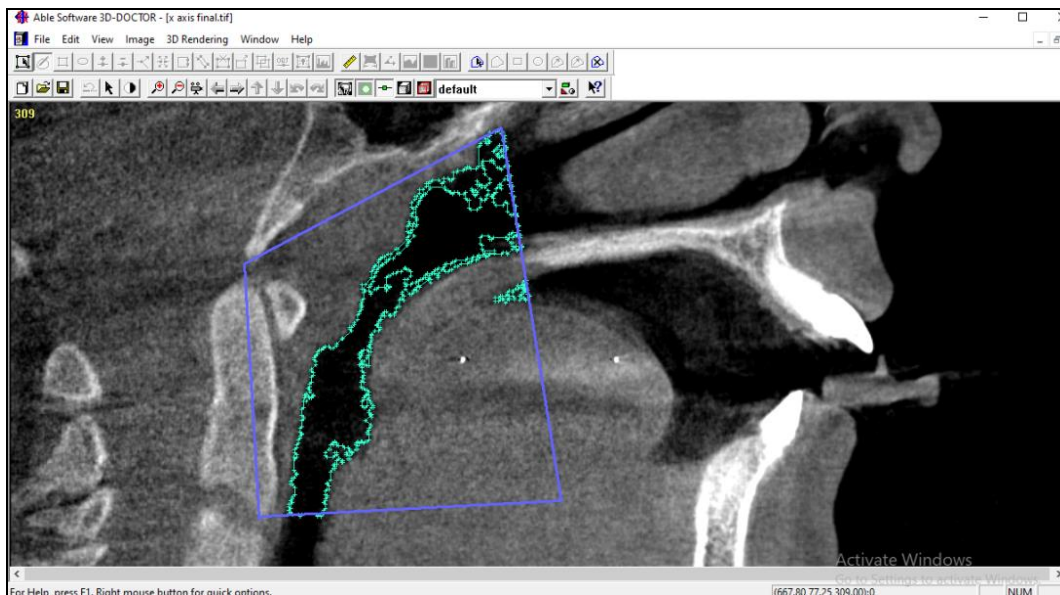 Able Software 3D-DOCTOR - [x axis final.tif]
File Edit View Image 3D Rendering Window Help
default
309
Activate Windows
Go to Settings to activate Windows.
For Help, press F1. Right mouse button for quick options.
(667.80,77.25,309.00):0
NUM